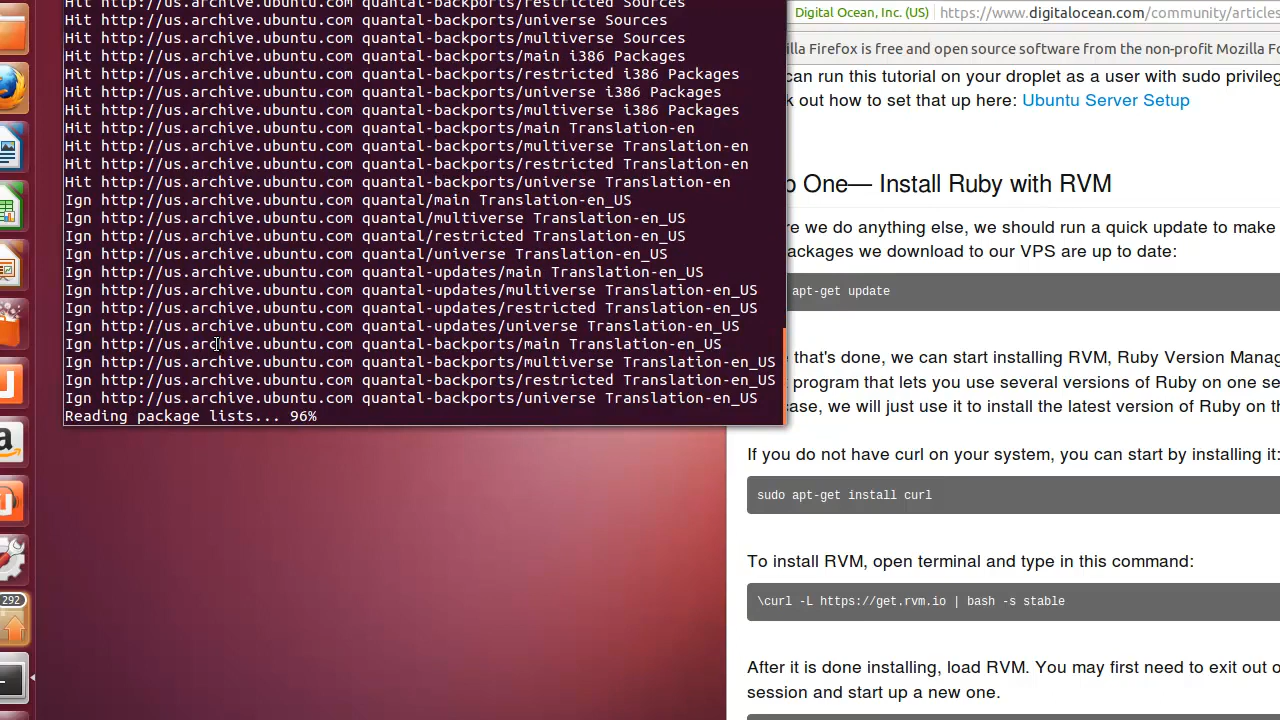 Hit http://us.archive.ubuntu.com quantal-backports/restricted Sources
Hit http://us.archive.ubuntu.com quantal-backports/universe Sources
Hit http://us.archive.ubuntu.com quantal-backports/multiverse Sources
Hit http://us.archive.ubuntu.com quantal-backports/main i386 Packages
Hit http://us.archive.ubuntu.com quantal-backports/restricted i386 Packages
Hit http://us.archive.ubuntu.com quantal-backports/universe i386 Packages
Hit http://us.archive.ubuntu.com quantal-backports/multiverse i386 Packages
Hit http://us.archive.ubuntu.com quantal-backports/main Translation-en
Hit http://us.archive.ubuntu.com quantal-backports/multiverse Translation-en
Hit http://us.archive.ubuntu.com quantal-backports/restricted Translation-en
Hit http://us.archive.ubuntu.com quantal-backports/universe Translation-en
Ign http://us.archive.ubuntu.com quantal/main Translation-en_US
Ign http://us.archive.ubuntu.com quantal/multiverse Translation-en_US
Ign http://us.archive.ubuntu.com quantal/restricted Translation-en_US
Ign http://us.archive.ubuntu.com quantal/universe Translation-en_US
Ign http://us.archive.ubuntu.com quantal-updates/main Translation-en_US
Ign http://us.archive.ubuntu.com quantal-updates/multiverse Translation-en_US
Ign http://us.archive.ubuntu.com quantal-updates/restricted Translation-en_US
Ign http://us.archive.ubuntu.com quantal-updates/universe Translation-en_US
Ign http://us.archive.ubuntu.com quantal-backports/main Translation-en_US
Ign http://us.archive.ubuntu.com quantal-backports/multiverse Translation-en_US
Ign http://us.archive.ubuntu.com quantal-backports/restricted Translation-en_US
Ign http://us.archive.ubuntu.com quantal-backports/universe Translation-en_US
Reading package lists... 96%
292
Digital Ocean, Inc. (US) https://www.digitalocean.com/community/articles
illa Firefox is free and open source software from the non-profit Mozilla Fo
can run this tutorial on your droplet as a user with sudo privileg
k out how to set that up here: Ubuntu Server Setup
One— Install Ruby with RVM
re we do anything else, we should run a quick update to make
ackages we download to our VPS are up to date:
apt-get update
that's done, we can start installing RVM, Ruby Version Manag
program that lets you use several versions of Ruby on one se
case, we will just use it to install the latest version of Ruby on th
If you do not have curl on your system, you can start by installing it:
sudo apt-get install curl
To install RVM, open terminal and type in this command:
\curl -L https://get.rvm.io | bash -s stable
After it is done installing, load RVM. You may first need to exit out o
session and start up a new one.